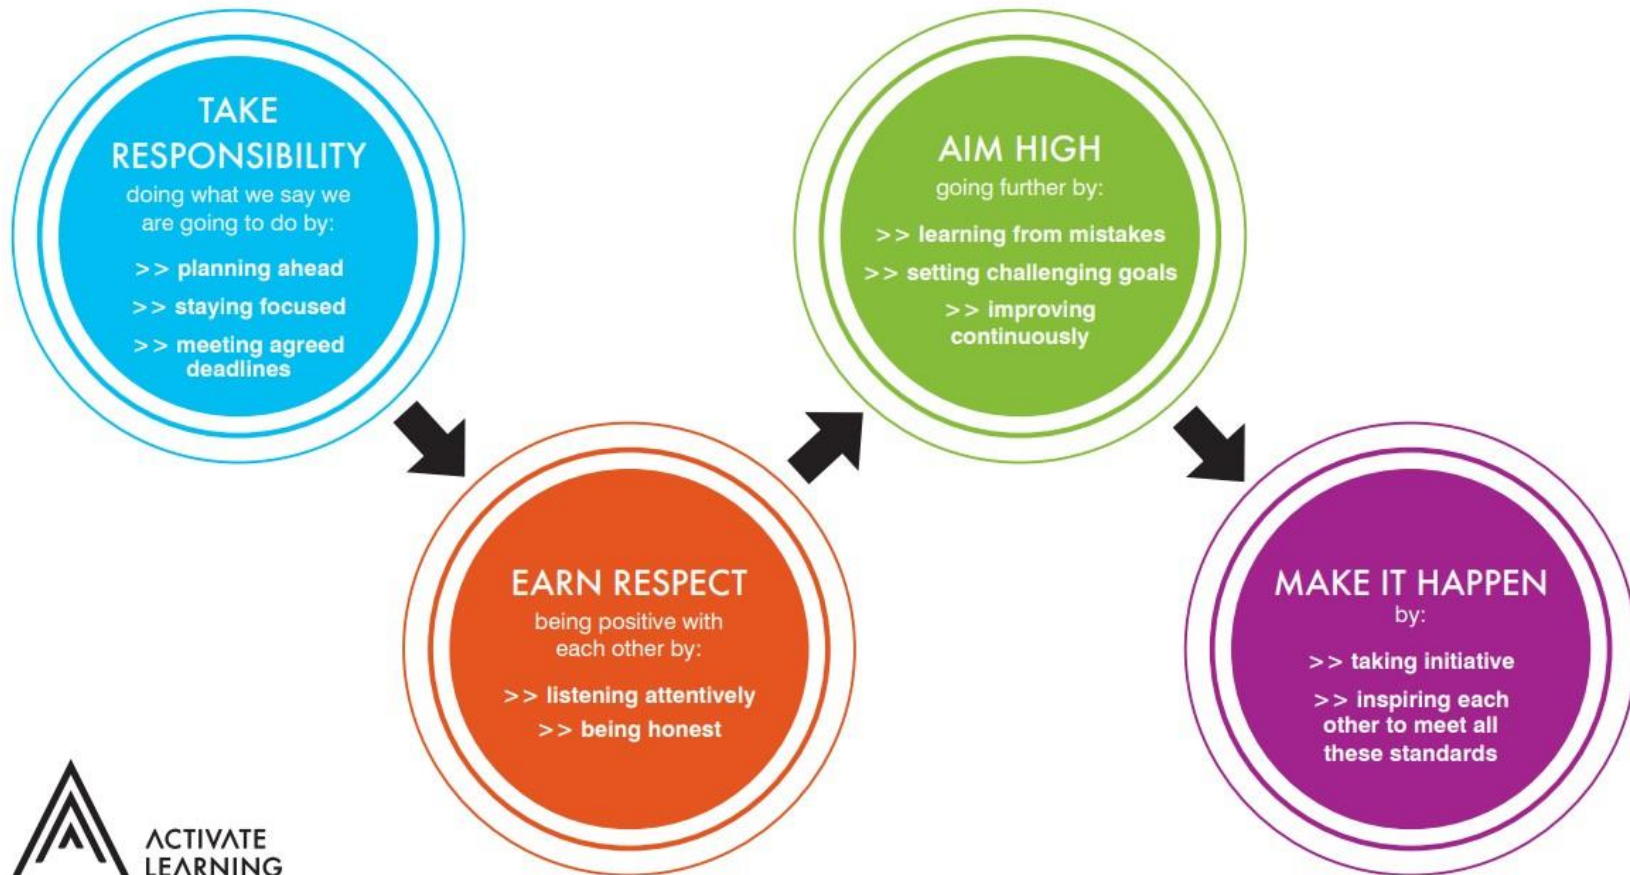 TAKE
RESPONSIBILITY
doing what we say we
are going to do by:
>> planning ahead
>> staying focused
>> meeting agreed
deadlines
EARN RESPECT
being positive with
each other by:
>> listening attentively
>> being honest
AIM HIGH
going further by:
>> learning from mistakes
>> setting challenging goals
>> improving
continuously
MAKE IT HAPPEN
by:
>> taking initiative
>> inspiring each
other to meet all
these standards
ACTIVATE
LEARNING